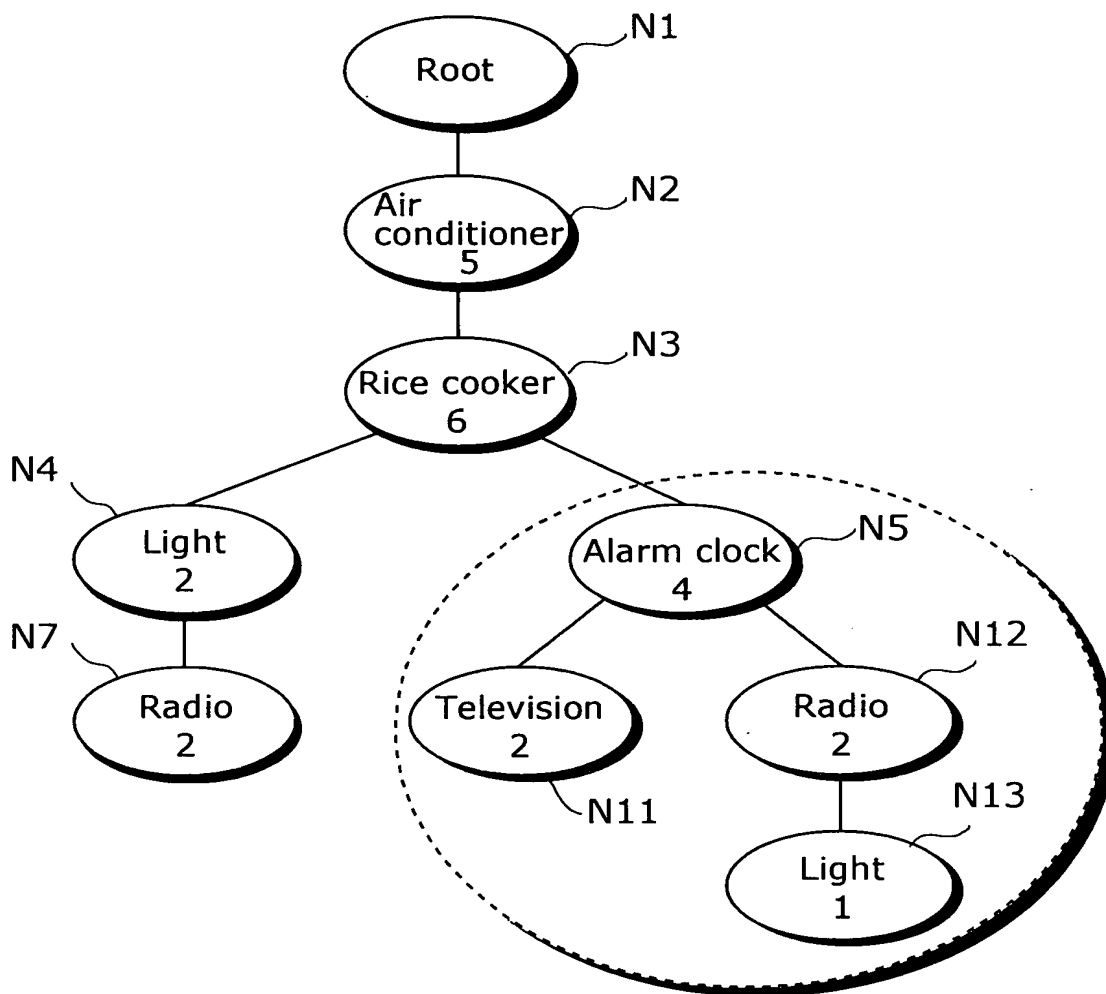 N1
Root
N2
Air
conditioner
5
N3
Rice cooker
6
N4
Light
2
N5
Alarm clock
4
N7
Radio
2
Television
2
N11
N12
Radio
2
N13
Light
1